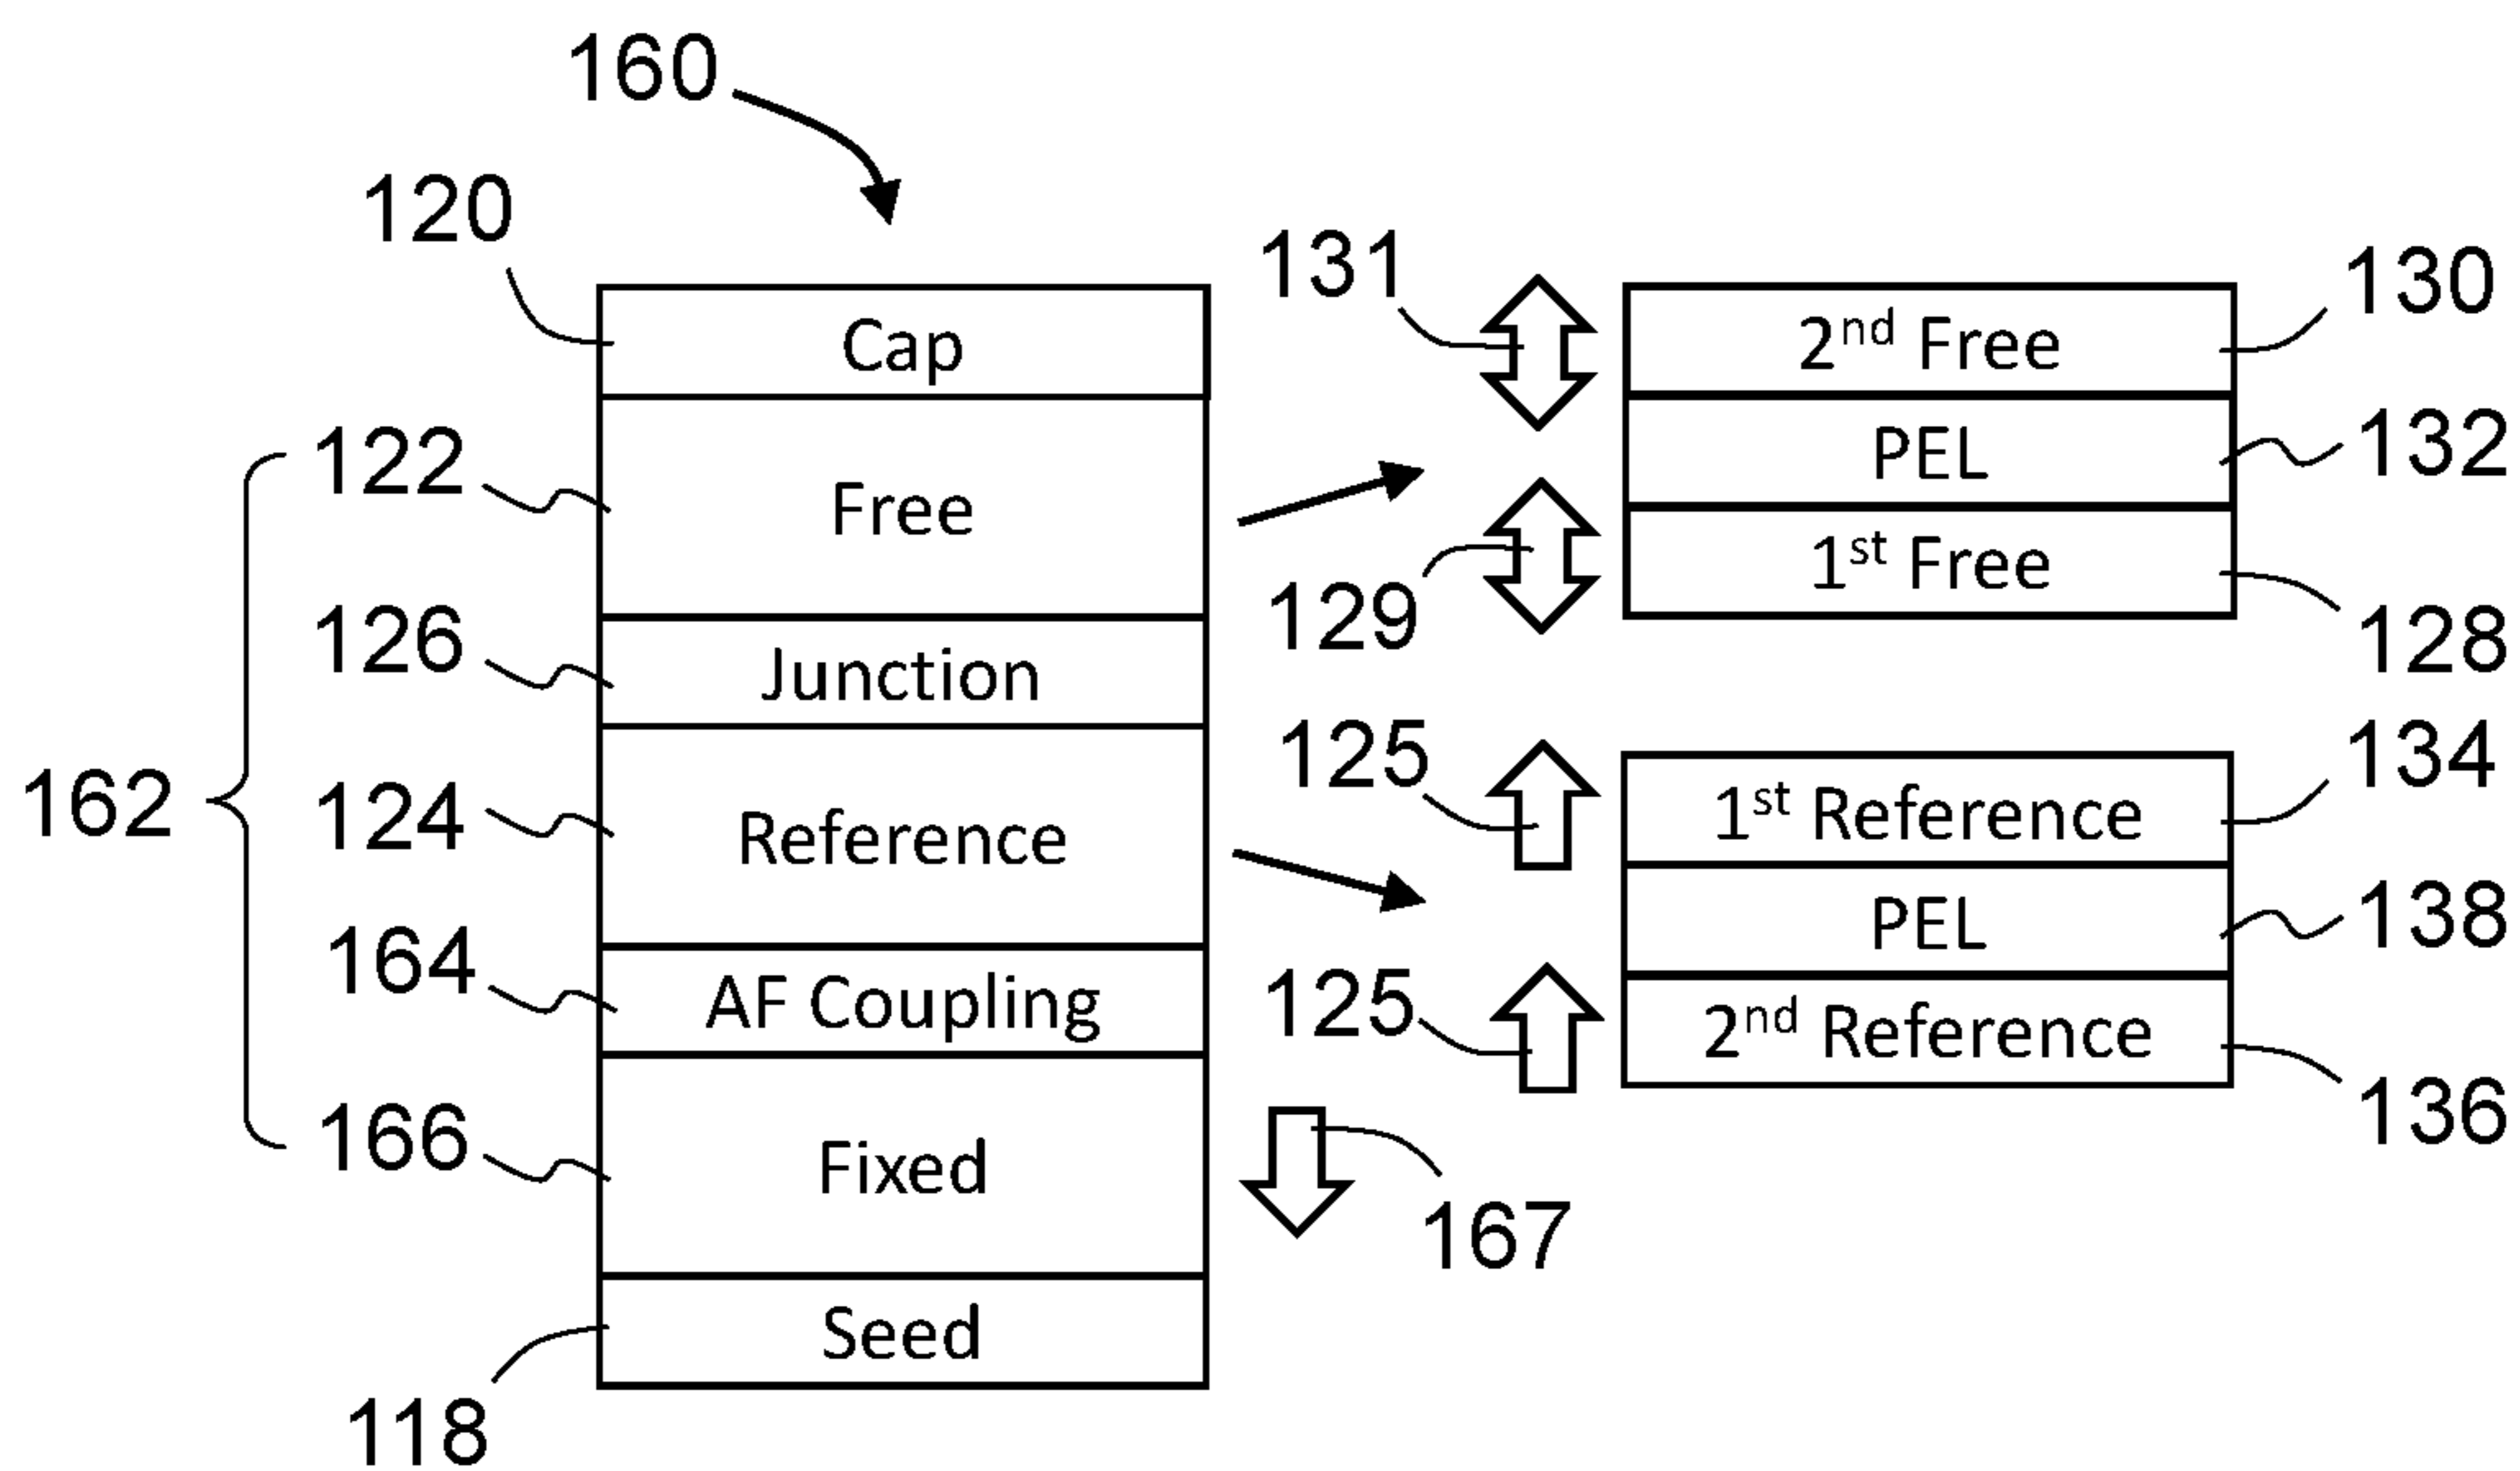 160
120
131
130
Cap
2nd Free
122
132
Free
PEL
129
1st Free
128
126
Junction
162
125
134
124
Reference
1st Reference
138
PEL
164
AF Coupling
125
2nd Reference
136
166
Fixed
167
Seed
118